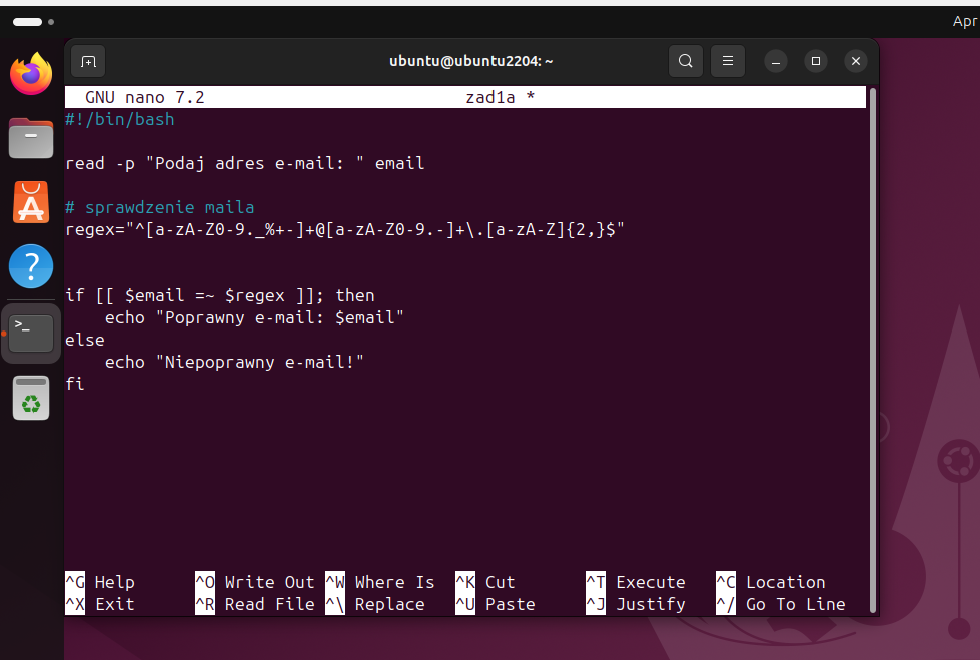 Apr
ubuntu@ubuntu2204: ~
GNU nano 7.2 zad1a *
#!/bin/bash
read -p "Podaj adres e-mail: " email
# sprawdzenie maila
regex="^[a-zA-Z0-9._%+-]+@[a-zA-Z0-9.-]+\.[a-zA-Z]{2,}$"
if [[ $email =~ $regex ]]; then
    echo "Poprawny e-mail: $email"
else
    echo "Niepoprawny e-mail!"
fi
^G Help ^O Write Out ^W Where Is ^K Cut ^T Execute ^C Location
^X Exit ^R Read File ^\ Replace ^U Paste ^J Justify ^/ Go To Line